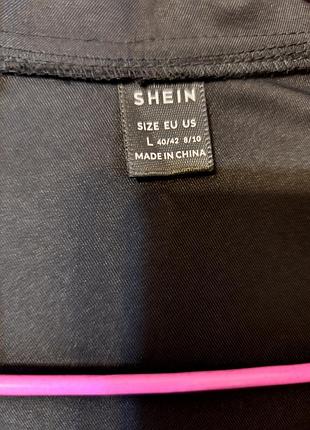 SHEIN
SIZE EU US
L 40/42 8/10
MADE IN CHINA